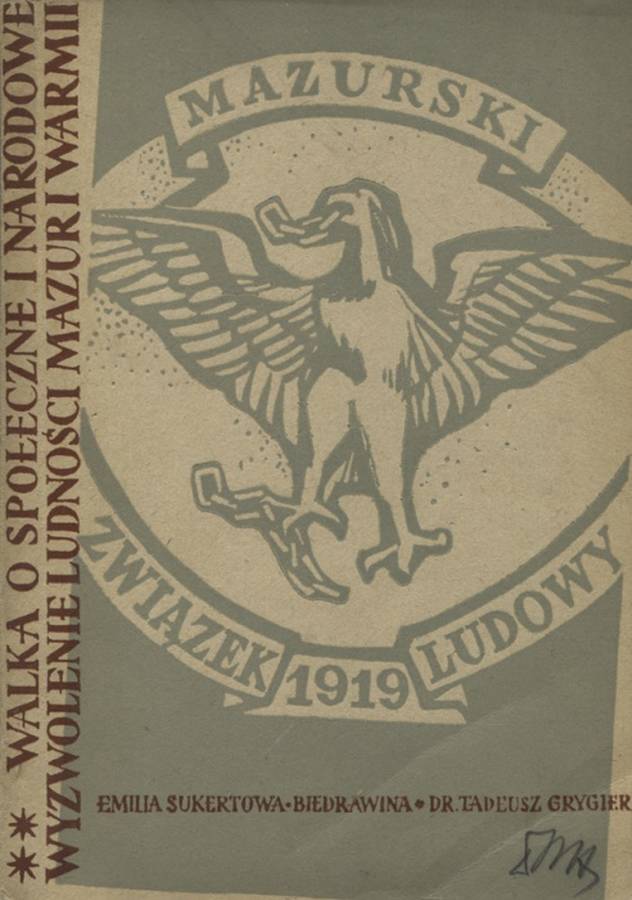 WALKA O SPOŁECZNE I NARODOWE
WYZWOLENIE LUDNOŚCI MAZUR I WARMII
MAZURSKI
ZWIĄZEK
1919
LUDOWY
EMILIA SUKERTOWA-BIEDRAWINA • DR. TADEUSZ GRYGIER